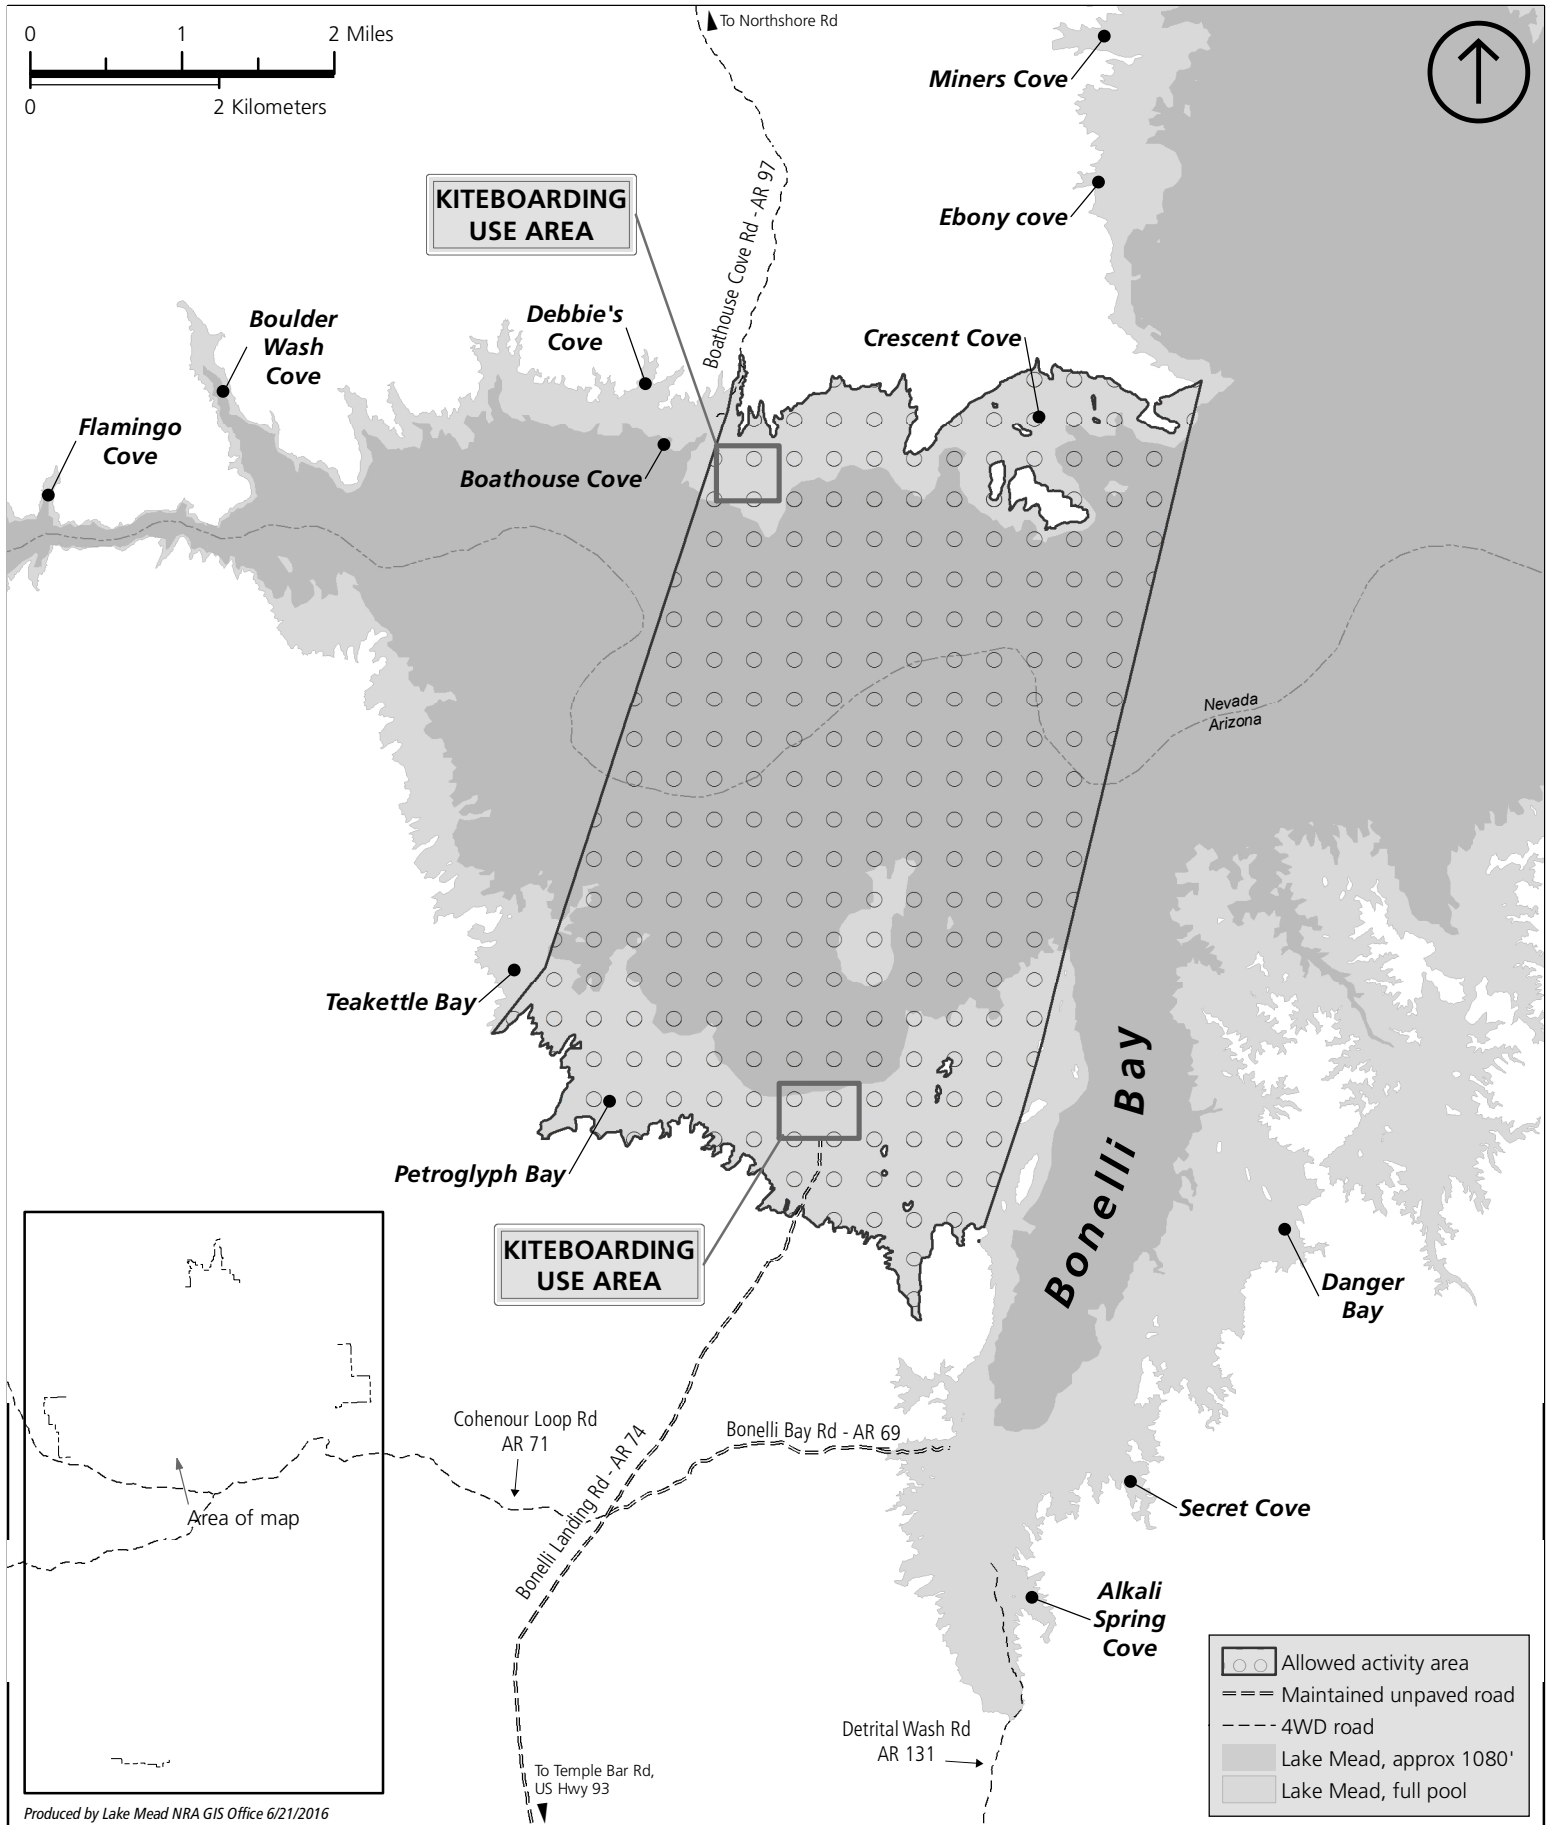 0 1 2 Miles
0 2 Kilometers
To Northshore Rd
Miners Cove
KITEBOARDING
USE AREA
Boathouse Cove Rd - AR 97
Ebony cove
Boulder
Wash
Cove
Debbie's
Cove
Crescent Cove
Flamingo
Cove
Boathouse Cove
Nevada
Arizona
Teakettle Bay
Bonelli Bay
Petroglyph Bay
KITEBOARDING
USE AREA
Danger
Bay
Cohenour Loop Rd
AR 71
Bonelli Landing Rd - AR 74
Bonelli Bay Rd - AR 69
Area of map
Secret Cove
Alkali
Spring
Cove
Detrital Wash Rd
AR 131
To Temple Bar Rd,
US Hwy 93
Allowed activity area
Maintained unpaved road
4WD road
Lake Mead, approx 1080'
Lake Mead, full pool
Produced by Lake Mead NRA GIS Office 6/21/2016